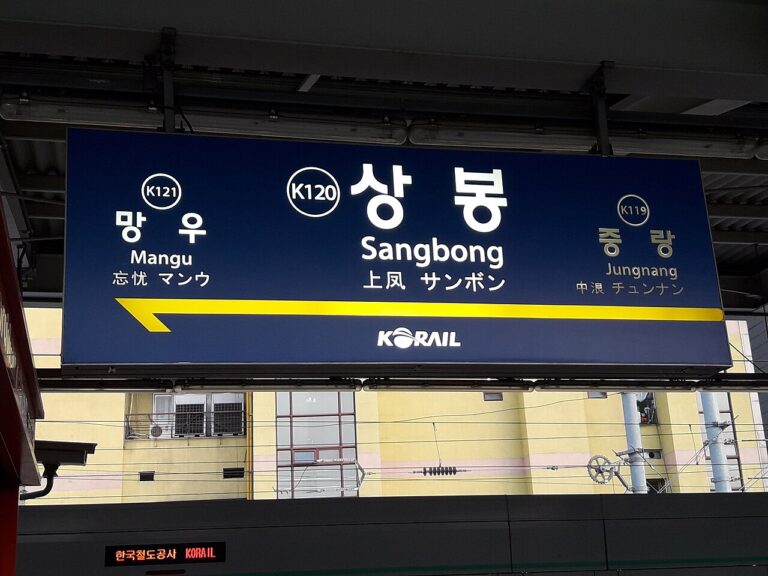 K121
망 우
Mangu
忘忧 マンウ
K120
상 봉
Sangbong
上凤 サンボン
K119
중 랑
Jungnang
中浪 チュンナン
KORAIL
한국철도공사 KORAIL